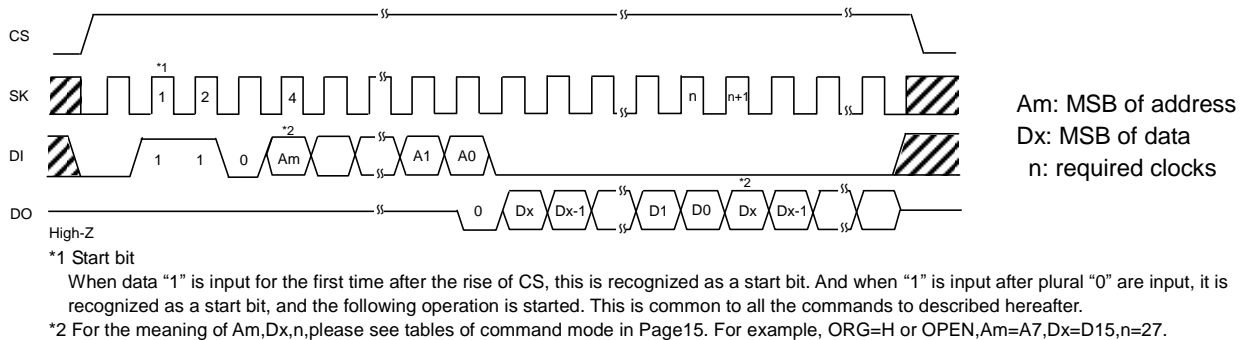 CS
*1
SK 1 2 4 n n+1
*2
DI 1 1 0 Am A1 A0
*2
DO 0 Dx Dx-1 D1 D0 Dx Dx-1
High-Z
Am: MSB of address
Dx: MSB of data
n: required clocks
*1 Start bit
When data “1” is input for the first time after the rise of CS, this is recognized as a start bit. And when “1” is input after plural “0” are input, it is
recognized as a start bit, and the following operation is started. This is common to all the commands to described hereafter.
*2 For the meaning of Am,Dx,n,please see tables of command mode in Page15. For example, ORG=H or OPEN,Am=A7,Dx=D15,n=27.